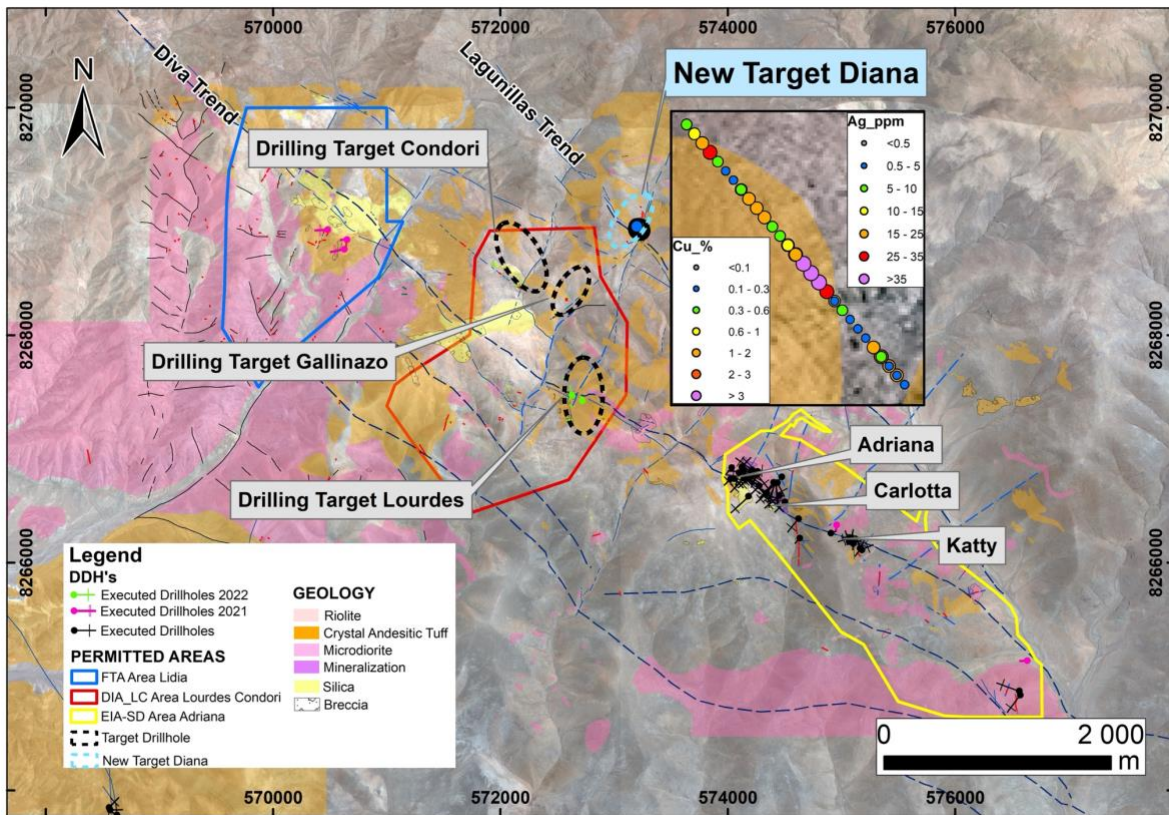 570000
572000
574000
576000
Diva Trend
Lagunillas Trend
New Target Diana
N
8270000
8270000
Drilling Target Condori
Ag_ppm
<0.5
0.5 - 5
5 - 10
10 - 15
15 - 25
25 - 35
>35
Cu_%
<0.1
0.1 - 0.3
0.3 - 0.6
0.6 - 1
1 - 2
2 - 3
> 3
8268000
8268000
Drilling Target Gallinazo
Drilling Target Lourdes
Adriana
Carlotta
Katty
8266000
8266000
Legend
DDH's
Executed Drillholes 2022
Executed Drillholes 2021
Executed Drillholes
PERMITTED AREAS
FTA Area Lidia
DIA_LC Area Lourdes Condori
EIA-SD Area Adriana
Target Drillhole
New Target Diana
GEOLOGY
Riolite
Crystal Andesitic Tuff
Microdiorite
Mineralization
Silica
Breccia
0 2 000
m
570000
572000
574000
576000